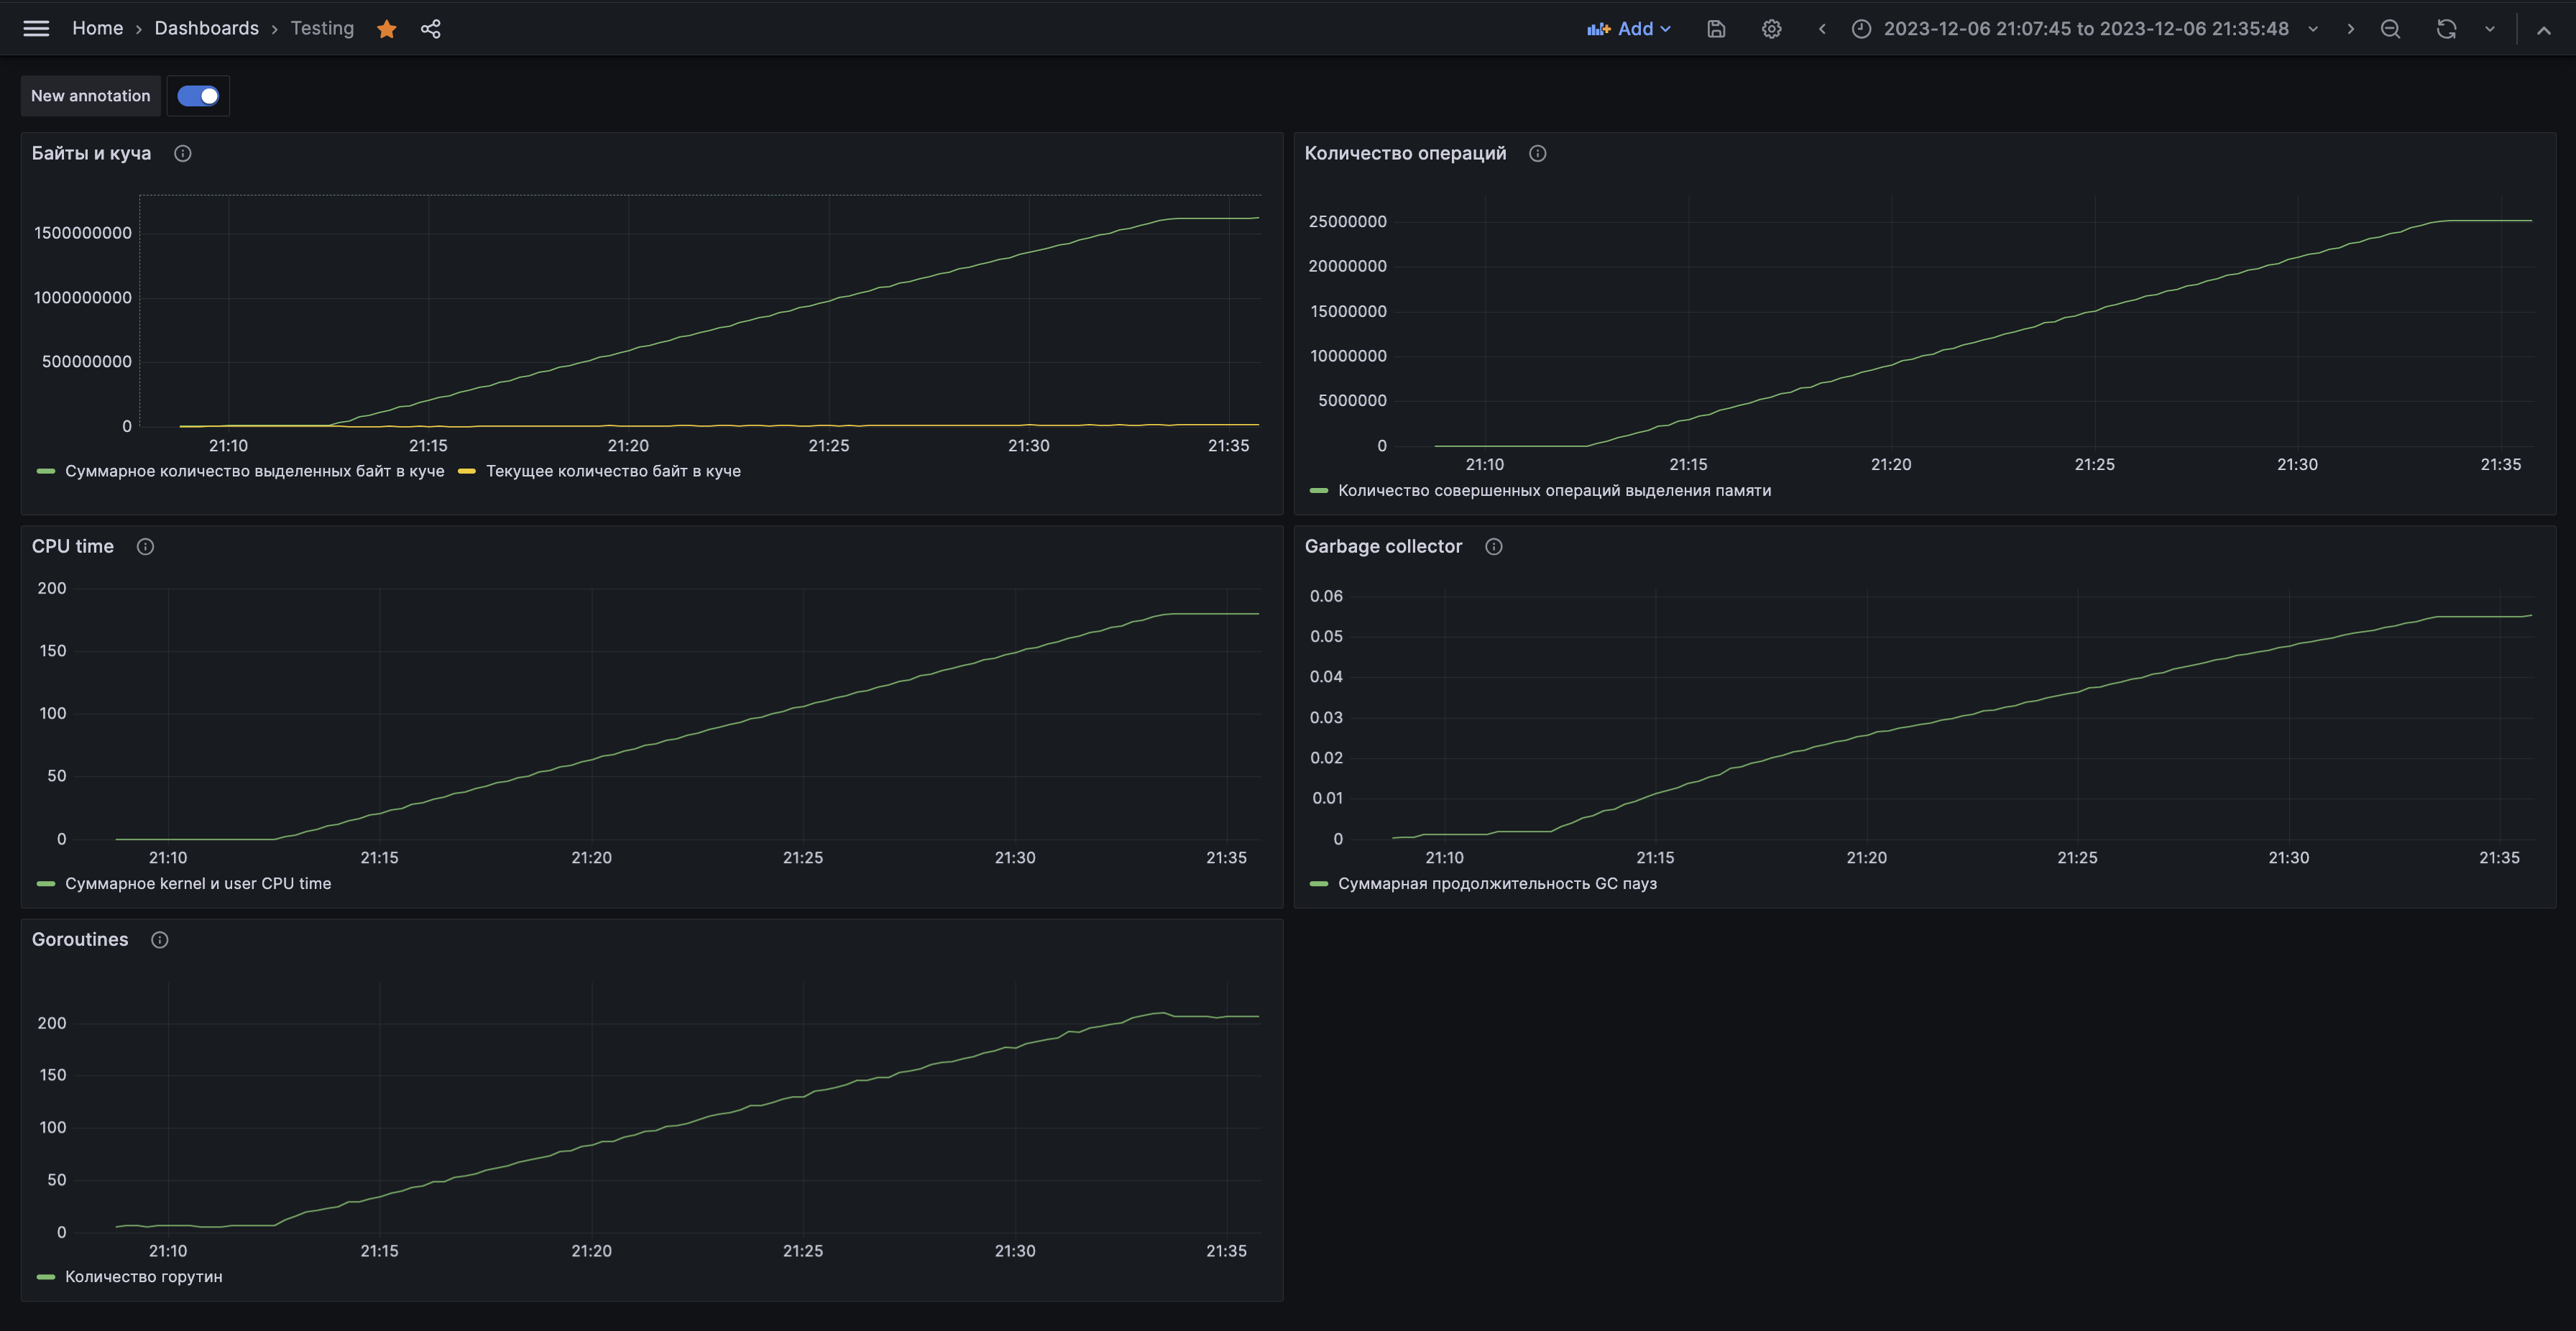 Home › Dashboards › Testing
Add
2023-12-06 21:07:45 to 2023-12-06 21:35:48
New annotation
Байты и куча
1500000000
1000000000
500000000
0
21:10 21:15 21:20 21:25 21:30 21:35
Суммарное количество выделенных байт в куче Текущее количество байт в куче
Количество операций
25000000
20000000
15000000
10000000
5000000
0
21:10 21:15 21:20 21:25 21:30 21:35
Количество совершенных операций выделения памяти
CPU time
200
150
100
50
0
21:10 21:15 21:20 21:25 21:30 21:35
Суммарное kernel и user CPU time
Garbage collector
0.06
0.05
0.04
0.03
0.02
0.01
0
21:10 21:15 21:20 21:25 21:30 21:35
Суммарная продолжительность GC пауз
Goroutines
200
150
100
50
0
21:10 21:15 21:20 21:25 21:30 21:35
Количество горутин